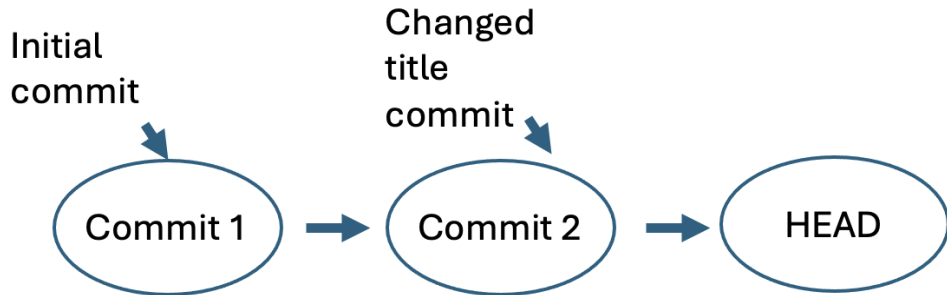 Initial
commit
Changed
title
commit
Commit 1
Commit 2
HEAD